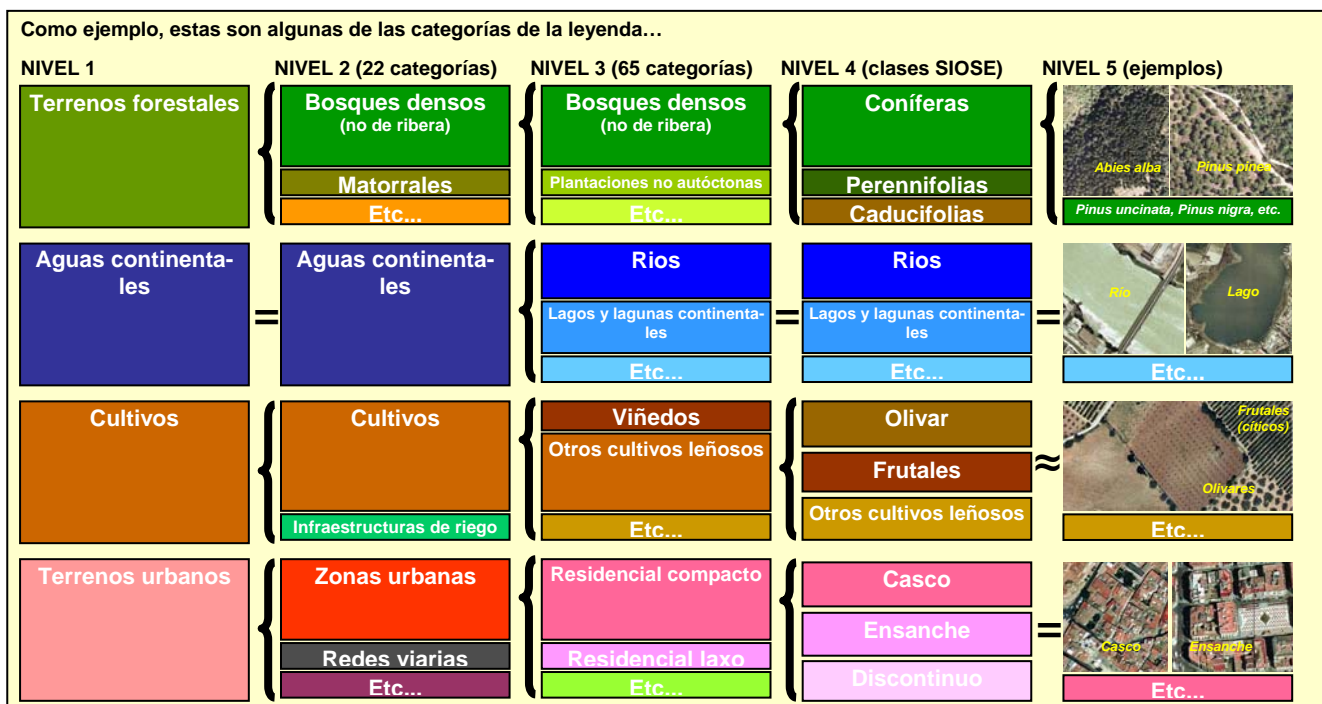 Como ejemplo, estas son algunas de las categorías de la leyenda…
NIVEL 1
NIVEL 2 (22 categorías)
NIVEL 3 (65 categorías)
NIVEL 4 (clases SIOSE)
NIVEL 5 (ejemplos)
Terrenos forestales
Bosques densos
(no de ribera)
Matorrales
Etc...
Bosques densos
(no de ribera)
Plantaciones no autóctonas
Etc...
Coníferas
Perennifolias
Caducifolias
Abies alba
Pinus pinea
Pinus uncinata, Pinus nigra, etc.
Aguas continenta-
les
=
Aguas continenta-
les
Rios
Lagos y lagunas continenta-
les
Etc...
=
Rios
Lagos y lagunas continenta-
les
Etc...
=
Río
Lago
Etc...
Cultivos
Cultivos
Infraestructuras de riego
Viñedos
Otros cultivos leñosos
Etc...
Olivar
Frutales
Otros cultivos leñosos
≈
Frutales
(cíticos)
Olivares
Etc...
Terrenos urbanos
Zonas urbanas
Redes viarias
Etc...
Residencial compacto
Residencial laxo
Etc...
Casco
Ensanche
Discontinuo
=
Casco
Ensanche
Etc...